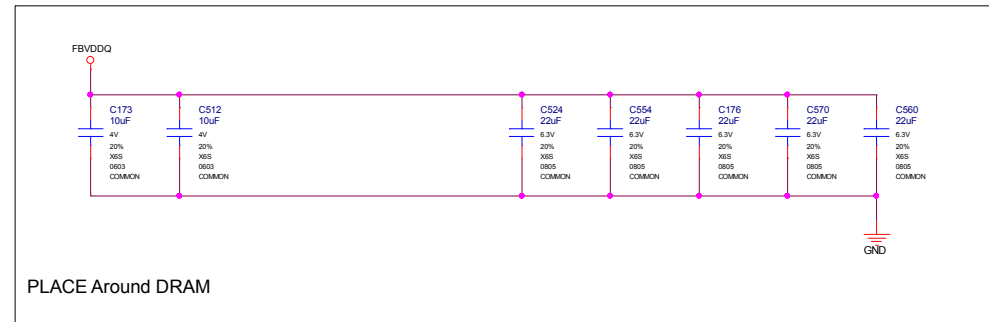 FBVDDQ
C173
10uF
4V
20%
X6S
0603
COMMON
C512
10uF
4V
20%
X6S
0603
COMMON
C524
22uF
6.3V
20%
X6S
0805
COMMON
C554
22uF
6.3V
20%
X6S
0805
COMMON
C176
22uF
6.3V
20%
X6S
0805
COMMON
C570
22uF
6.3V
20%
X6S
0805
COMMON
C560
22uF
6.3V
20%
X6S
0805
COMMON
GND
PLACE Around DRAM